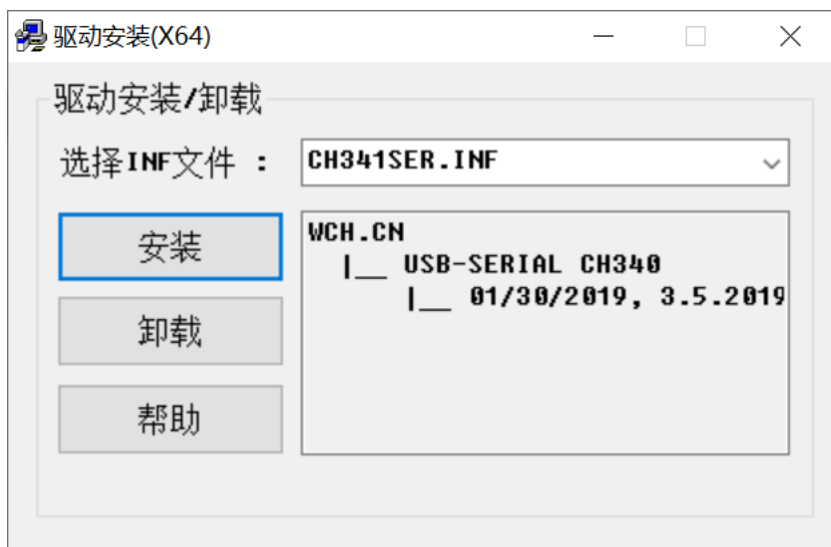 驱动安装(X64)
驱动安装/卸载
选择INF文件 :
CH341SER.INF
安装
卸载
帮助
WCH.CN
|__ USB-SERIAL CH340
|__ 01/30/2019, 3.5.2019